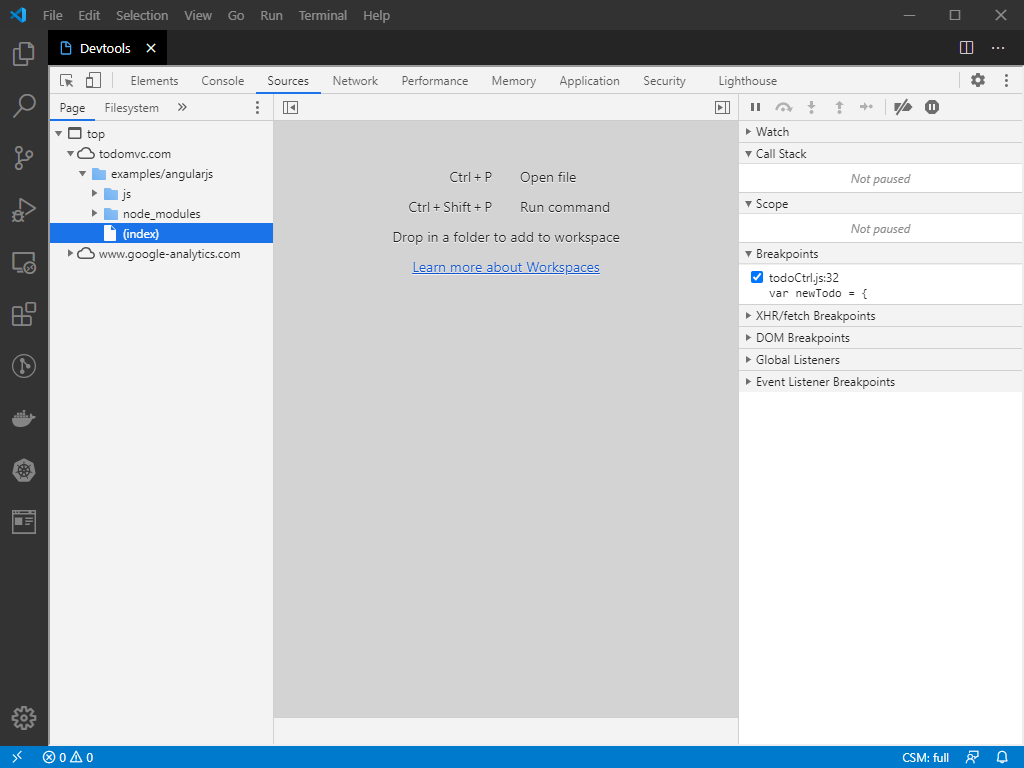 File Edit Selection View Go Run Terminal Help
Devtools
Elements Console Sources Network Performance Memory Application Security Lighthouse
Page Filesystem
top
todomvc.com
examples/angularjs
js
node_modules
(index)
www.google-analytics.com
Ctrl + P Open file
Ctrl + Shift + P Run command
Drop in a folder to add to workspace
Learn more about Workspaces
Watch
Call Stack
Not paused
Scope
Not paused
Breakpoints
todoCtrl.js:32
var newTodo = {
XHR/fetch Breakpoints
DOM Breakpoints
Global Listeners
Event Listener Breakpoints
0 0
CSM: full